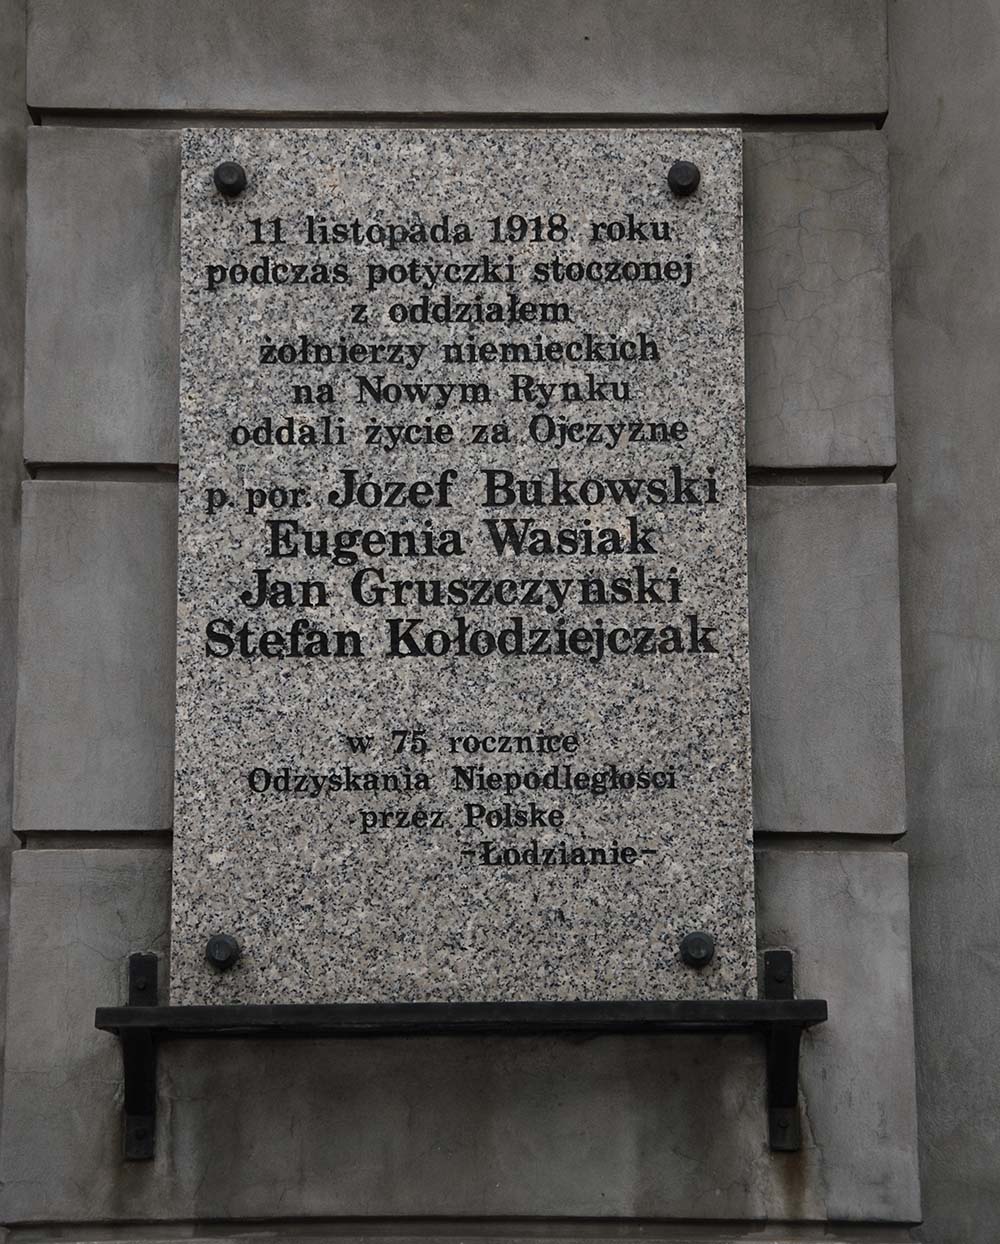 11 listopada 1918 roku
podczas potyczki stoczonej
z oddziałem
żołnierzy niemieckich
na Nowym Rynku
oddali życie za Ojczyznę
p. por. Józef Bukowski
Eugenia Wasiak
Jan Gruszczyński
Stefan Kołodziejczak
w 75 rocznicę
Odzyskania Niepodległości
przez Polskę
-Łodzianie-